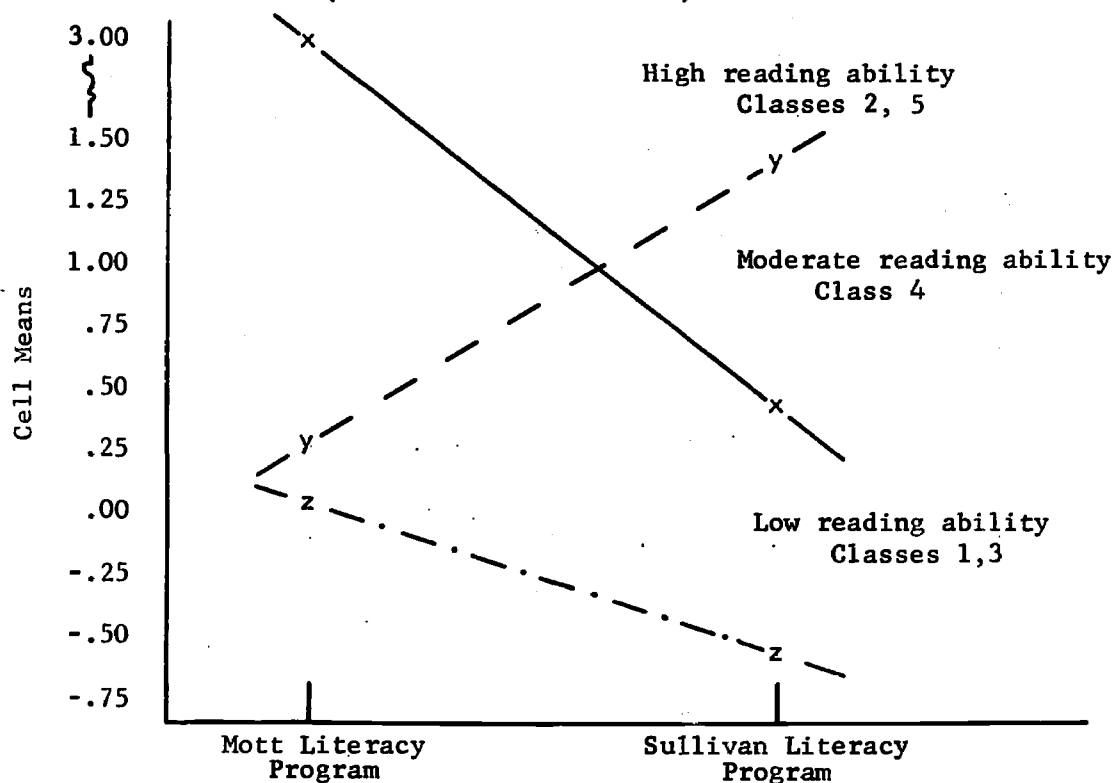 3.00
High reading ability
Classes 2, 5
1.50
y
1.25
1.00
Moderate reading ability
Class 4
.75
.50
x
.25
y
.00
z
Low reading ability
Classes 1,3
-.25
-.50
z
-.75
Cell Means
x
Mott Literacy
Program
Sullivan Literacy
Program